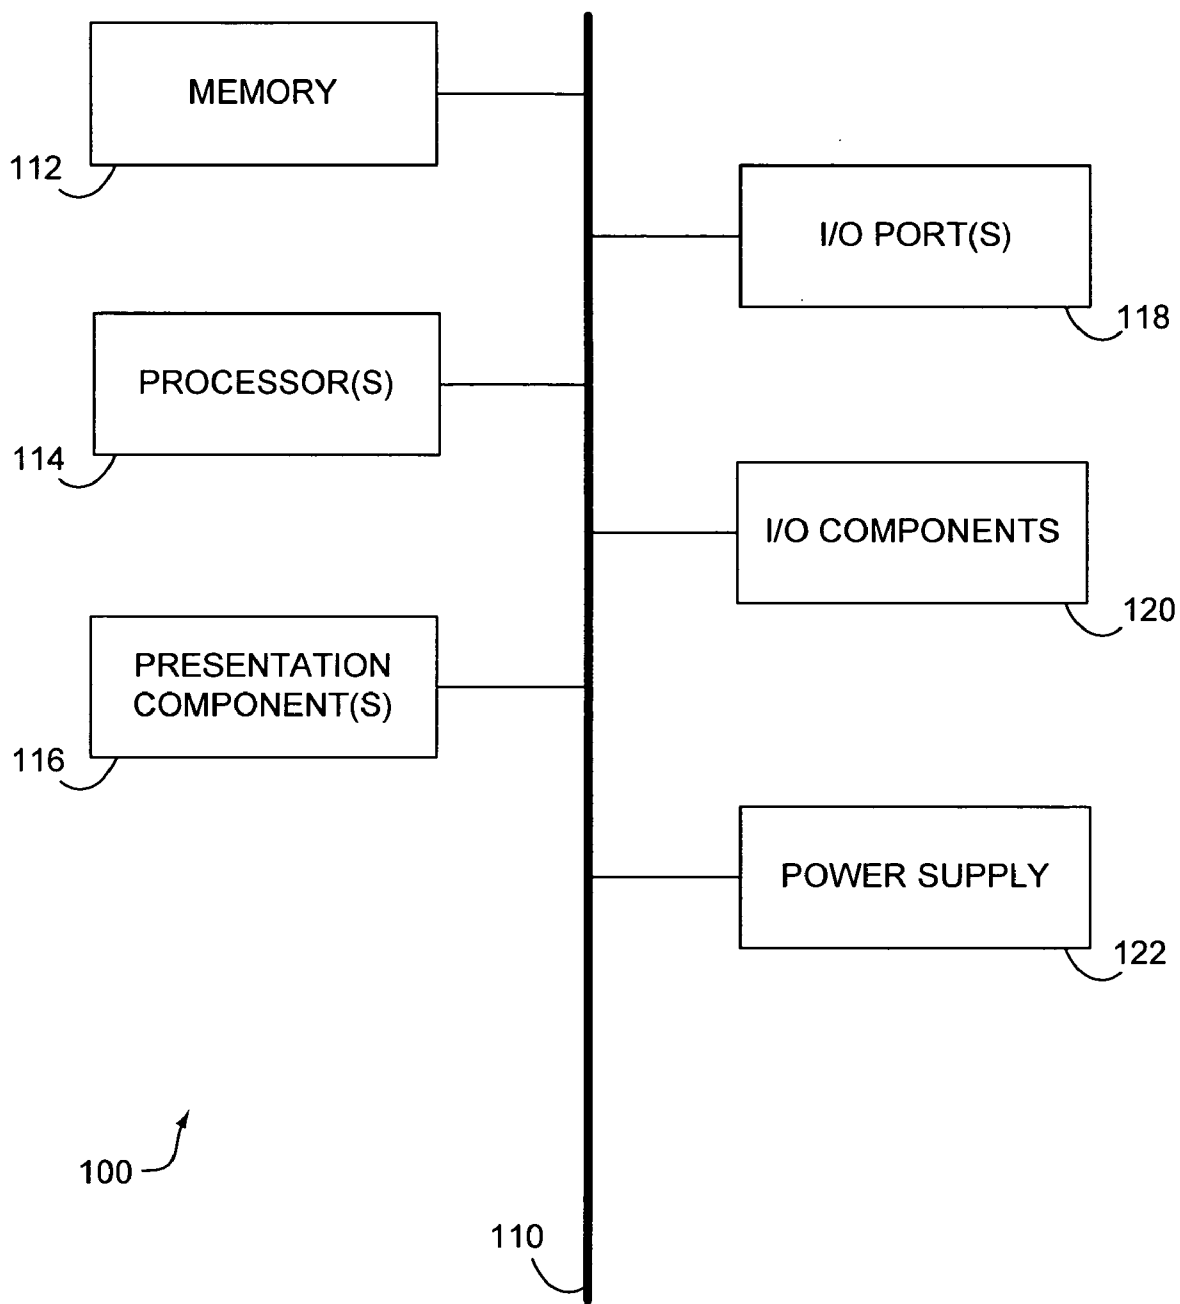 MEMORY
112
I/O PORT(S)
118
PROCESSOR(S)
114
I/O COMPONENTS
120
PRESENTATION
COMPONENT(S)
116
POWER SUPPLY
122
100
110